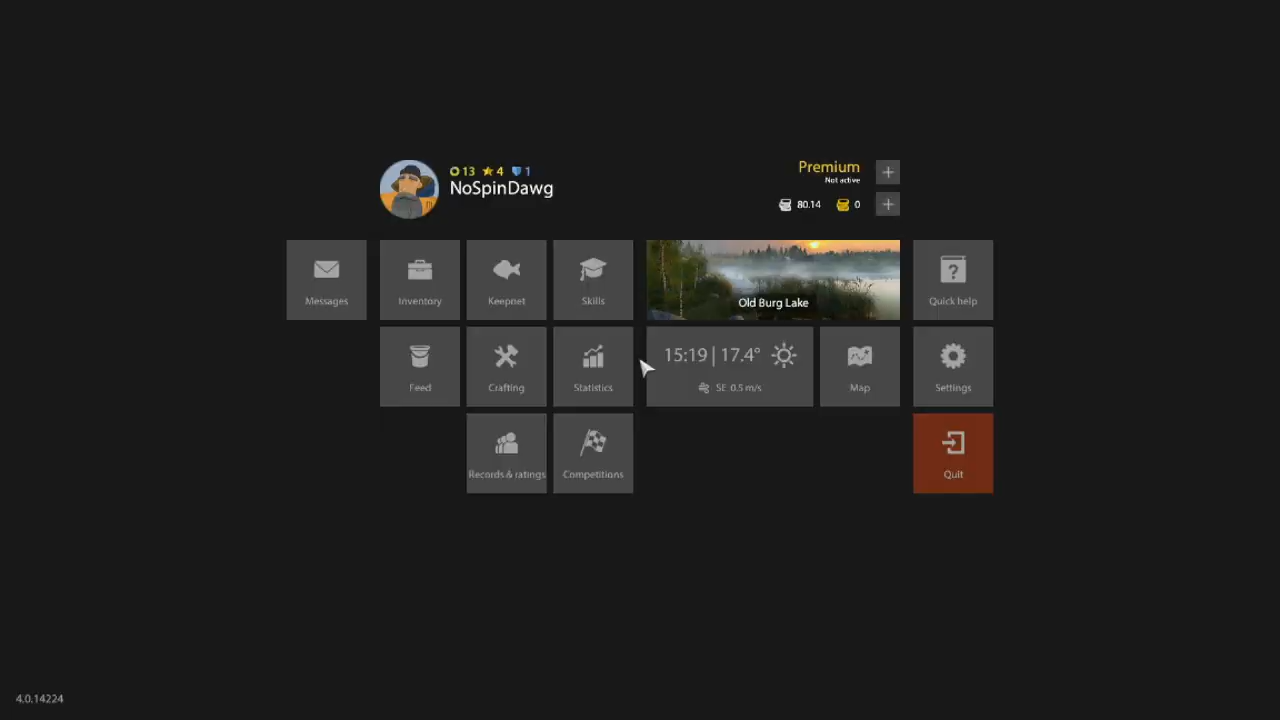 13 4 1
NoSpinDawg
Premium
Not active
80.14 0
Messages
Inventory
Keepnet
Skills
Old Burg Lake
Quick help
Feed
Crafting
Statistics
15:19 | 17.4°
SE 0.5 m/s
Map
Settings
Records & ratings
Competitions
Quit
4.0.14224